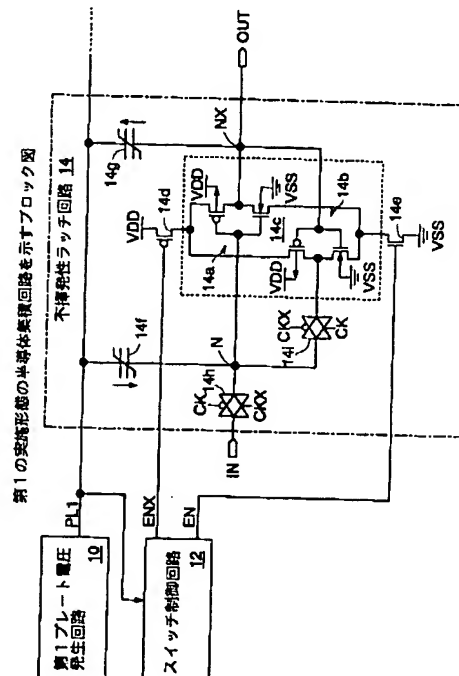 第1の実施形態の半導体集積回路を示すブロック図
不揮発性ラッチ回路 14
第1プレート電圧
発生回路
10
PL1
スイッチ制御回路
12
ENX
EN
14f
14g
N
NX
OUT
IN
CK
14h
CKX
CKX
14i
CK
VDD
14d
14a
VDD
VDD
14c
VSS
VSS
14b
14e
VSS